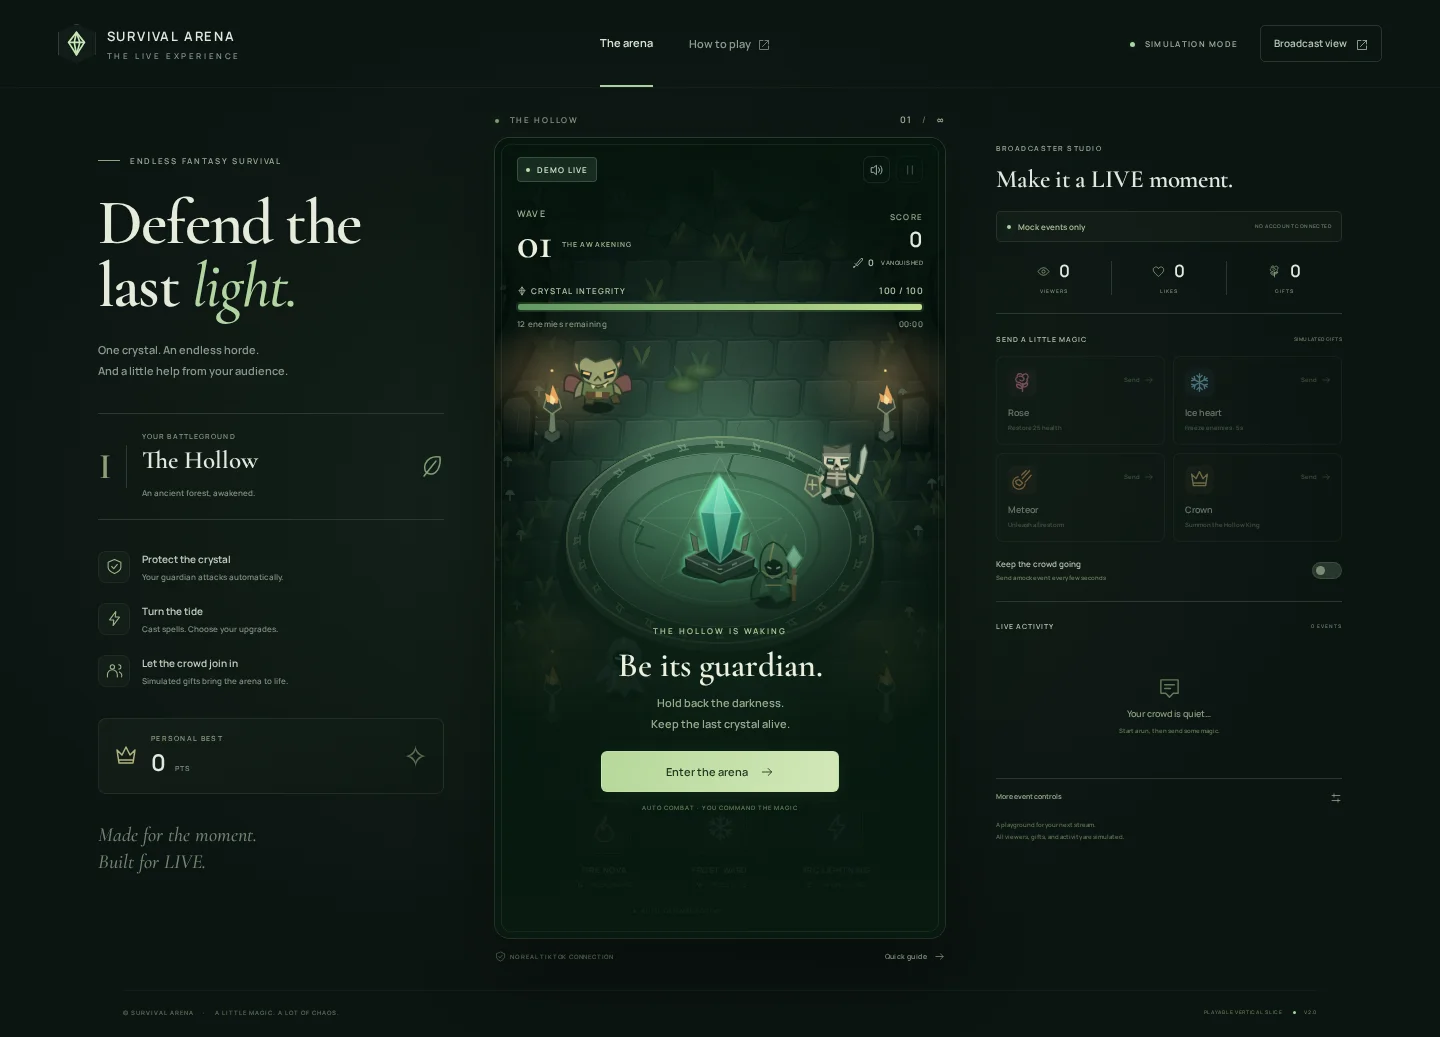 SURVIVAL ARENA
THE LIVE EXPERIENCE
The arena
How to play
SIMULATION MODE
Broadcast view
ENDLESS FANTASY SURVIVAL
Defend the
last light.
One crystal. An endless horde.
And a little help from your audience.
I
YOUR BATTLEGROUND
The Hollow
An ancient forest, awakened.
Protect the crystal
Your guardian attacks automatically.
Turn the tide
Cast spells. Choose your upgrades.
Let the crowd join in
Simulated gifts bring the arena to life.
PERSONAL BEST
0 PTS
Made for the moment.
Built for LIVE.
THE HOLLOW
01 / ∞
DEMO LIVE
WAVE
01 THE AWAKENING
SCORE
0
0 VANQUISHED
CRYSTAL INTEGRITY
100 / 100
12 enemies remaining
00:00
THE HOLLOW IS WAKING
Be its guardian.
Hold back the darkness.
Keep the last crystal alive.
Enter the arena
AUTO COMBAT · YOU COMMAND THE MAGIC
NO REAL TIKTOK CONNECTION
Quick guide
BROADCASTER STUDIO
Make it a LIVE moment.
Mock events only
NO ACCOUNT CONNECTED
0
VIEWERS
0
LIKES
0
GIFTS
SEND A LITTLE MAGIC
SIMULATED GIFTS
Send
Rose
Restore 25 health
Send
Ice heart
Freeze enemies · 5s
Send
Meteor
Unleash a firestorm
Send
Crown
Summon the Hollow King
Keep the crowd going
Send a mock event every few seconds
LIVE ACTIVITY
0 EVENTS
Your crowd is quiet...
Start a run, then send some magic.
More event controls
A playground for your next stream.
All viewers, gifts, and activity are simulated.
© SURVIVAL ARENA · A LITTLE MAGIC. A LOT OF CHAOS.
PLAYABLE VERTICAL SLICE
V2.0